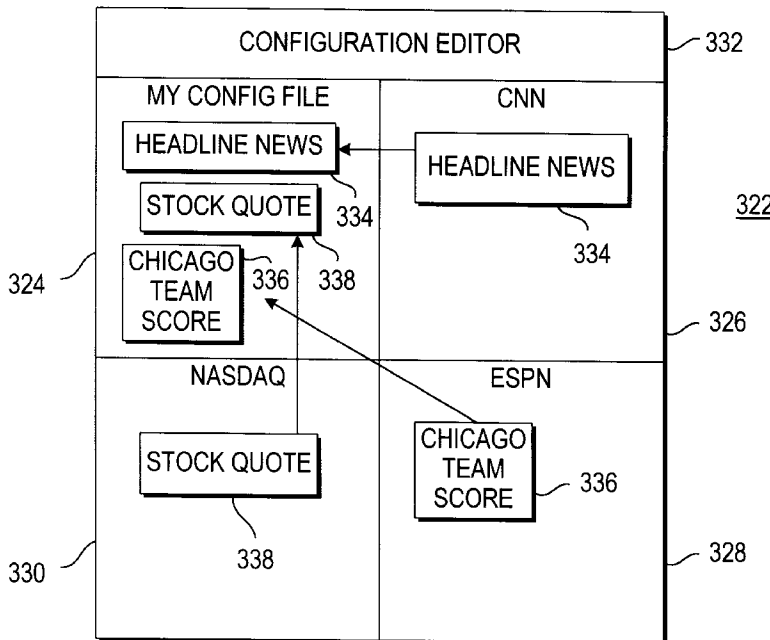 CONFIGURATION EDITOR
332
MY CONFIG FILE
HEADLINE NEWS
334
STOCK QUOTE
338
CHICAGO
TEAM
SCORE
336
324
CNN
HEADLINE NEWS
334
322
326
NASDAQ
STOCK QUOTE
338
330
ESPN
CHICAGO
TEAM
SCORE
336
328